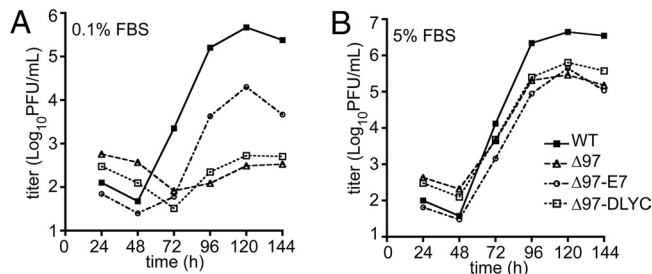 A
0.1% FBS
titer (Log10PFU/mL)
6
5
4
3
2
1
0 24 48 72 96 120 144
time (h)
B
5% FBS
titer (Log10PFU/mL)
7
6
5
4
3
2
1
0 24 48 72 96 120 144
time (h)
WT
Δ97
Δ97-E7
Δ97-DLYC